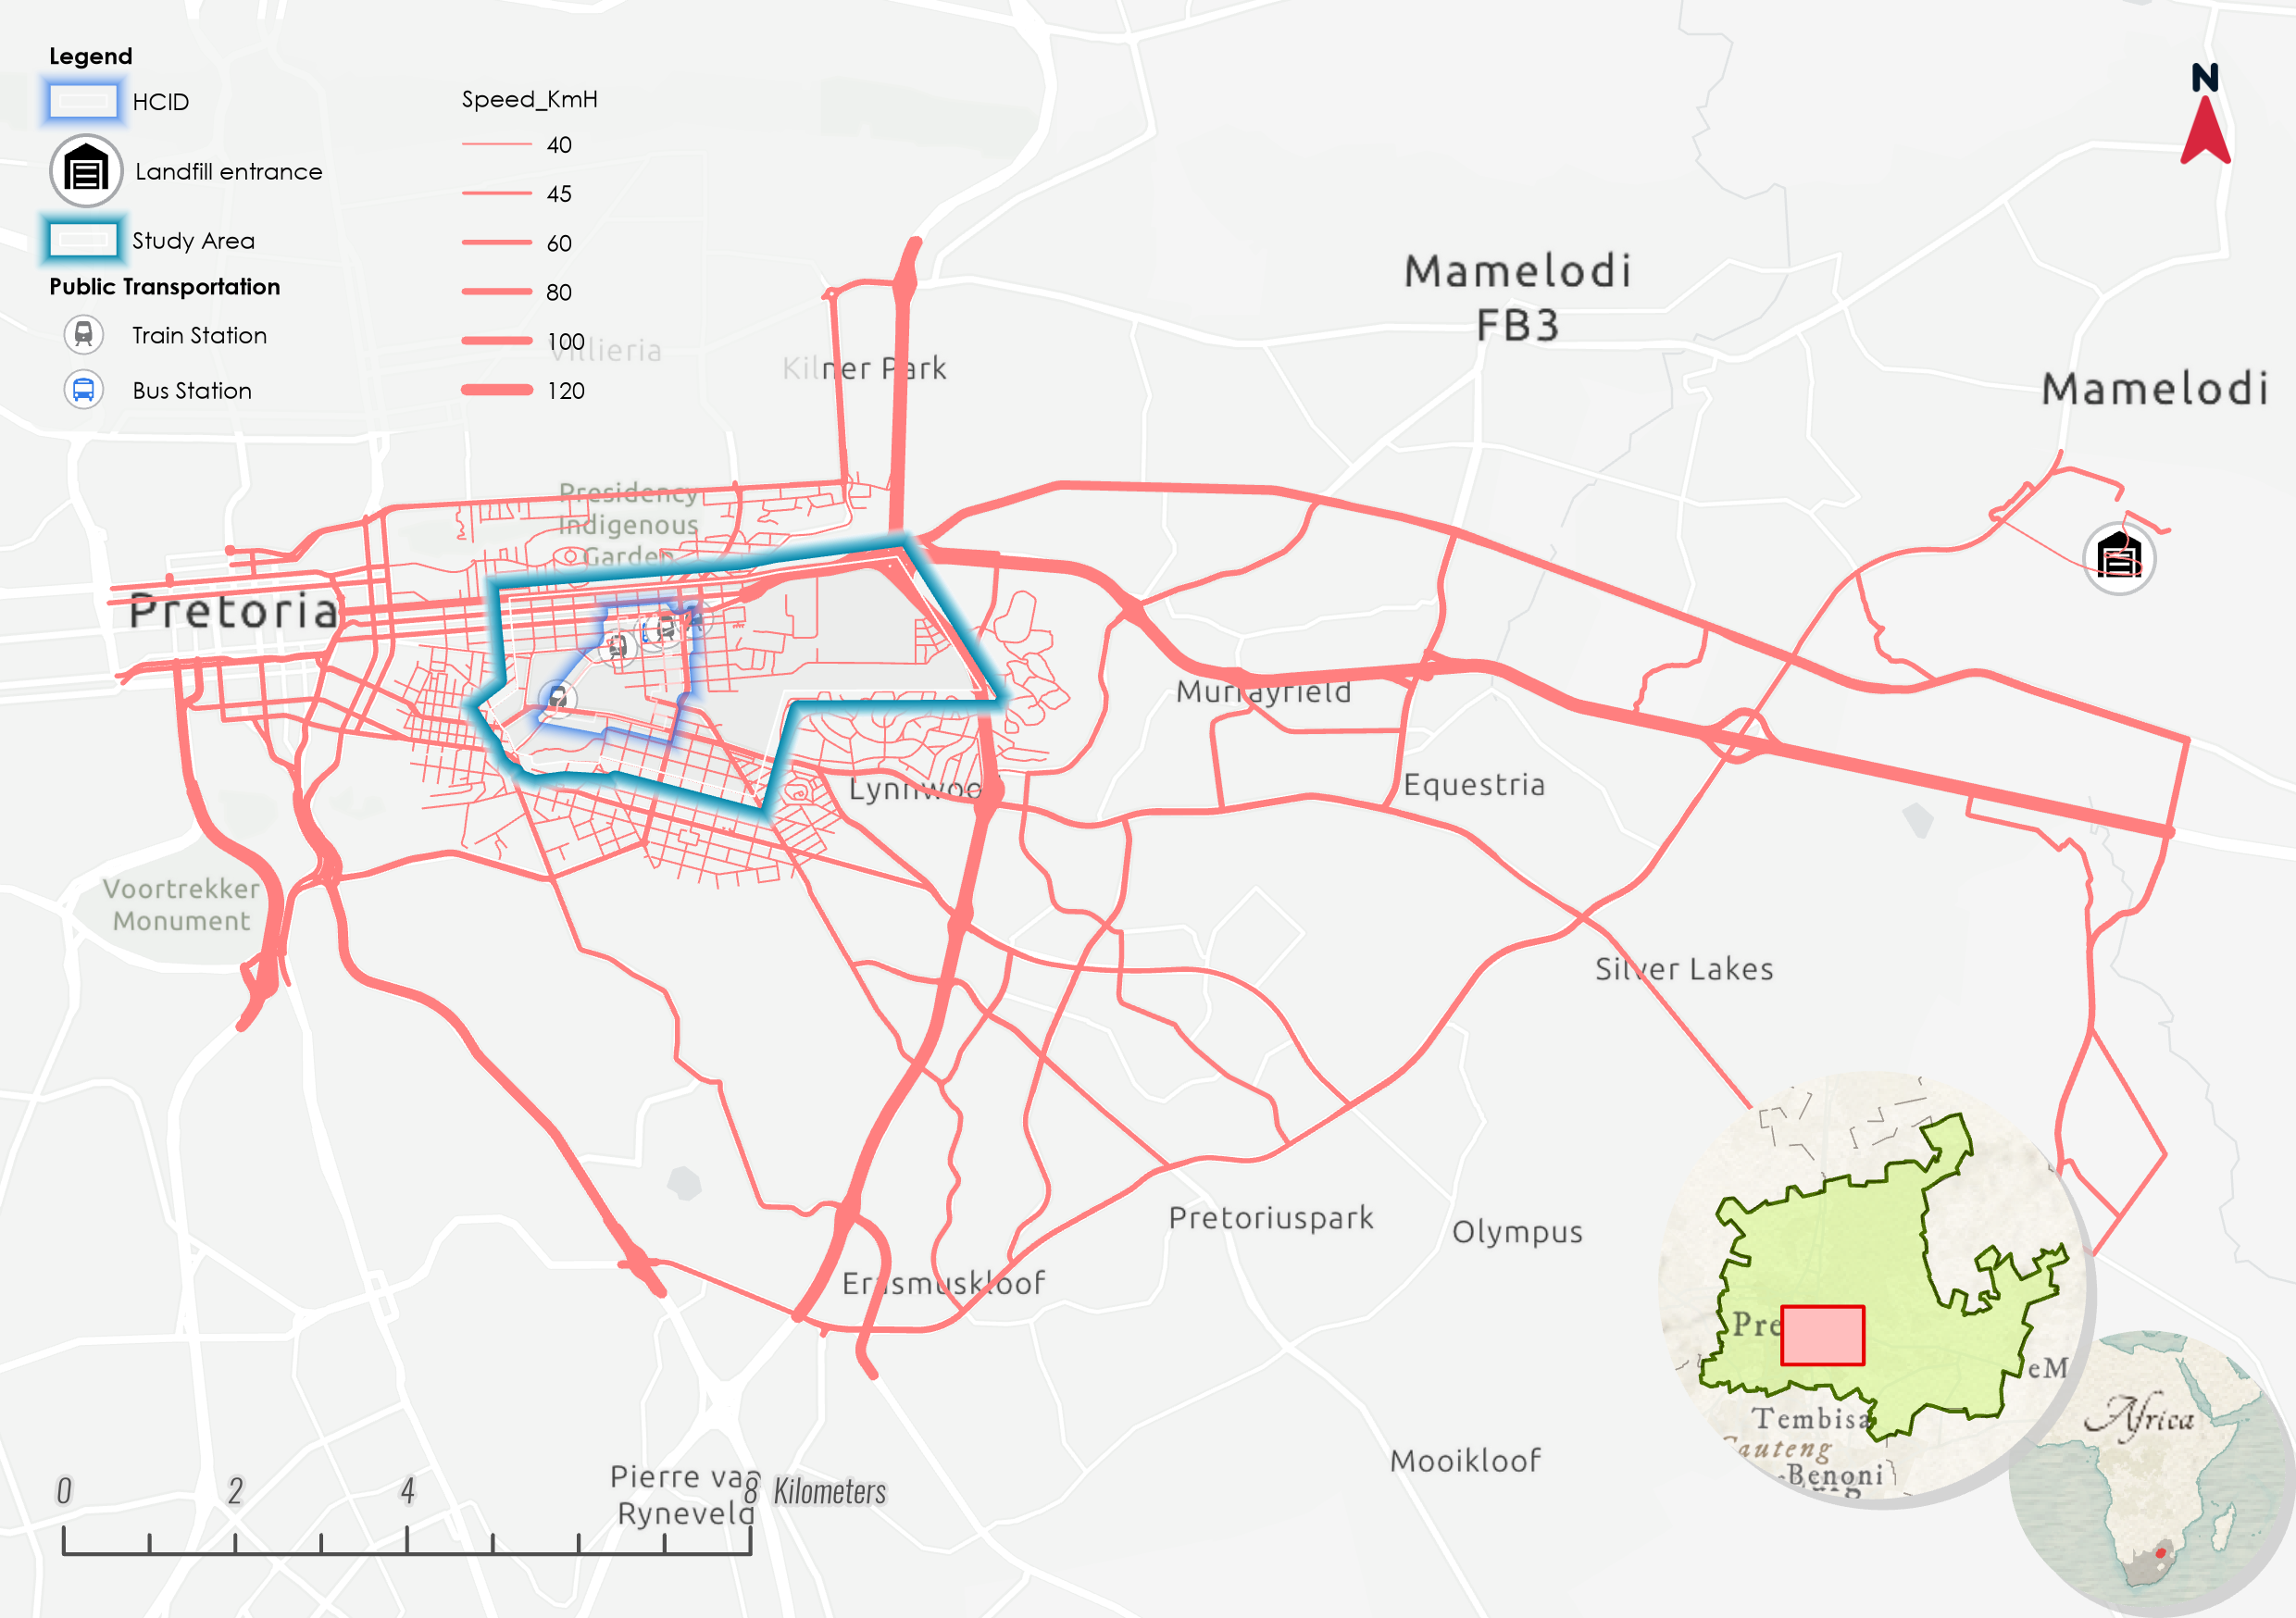 Legend
HCID
Landfill entrance
Study Area
Public Transportation
Train Station
Bus Station
Speed_KmH
40
45
60
80
100
120
N
Villieria
Kilner Park
Mamelodi
FB3
Mamelodi
Presidency
Indigenous
Garden
Pretoria
Murrayfield
Lynnwood
Equestria
Voortrekker
Monument
Silver Lakes
Pretoriuspark
Olympus
Erasmuskloof
Mooikloof
Pierre van
Ryneveld
0 2 4 8 Kilometers
Pre
eM
Tembisa
Gauteng
Benoni
Africa